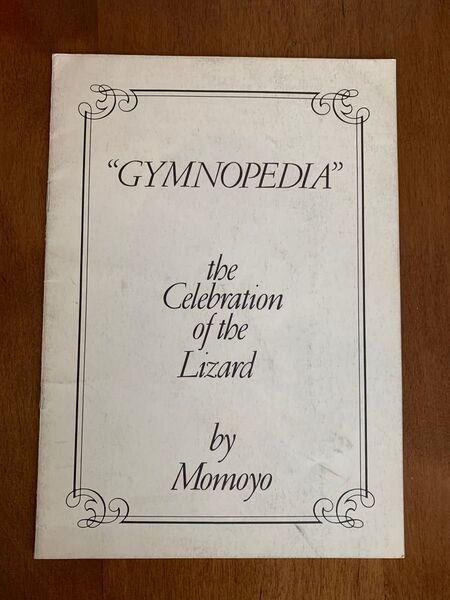 “GYMNOPEDIA”
the
Celebration
of the
Lizard
by
Momoyo